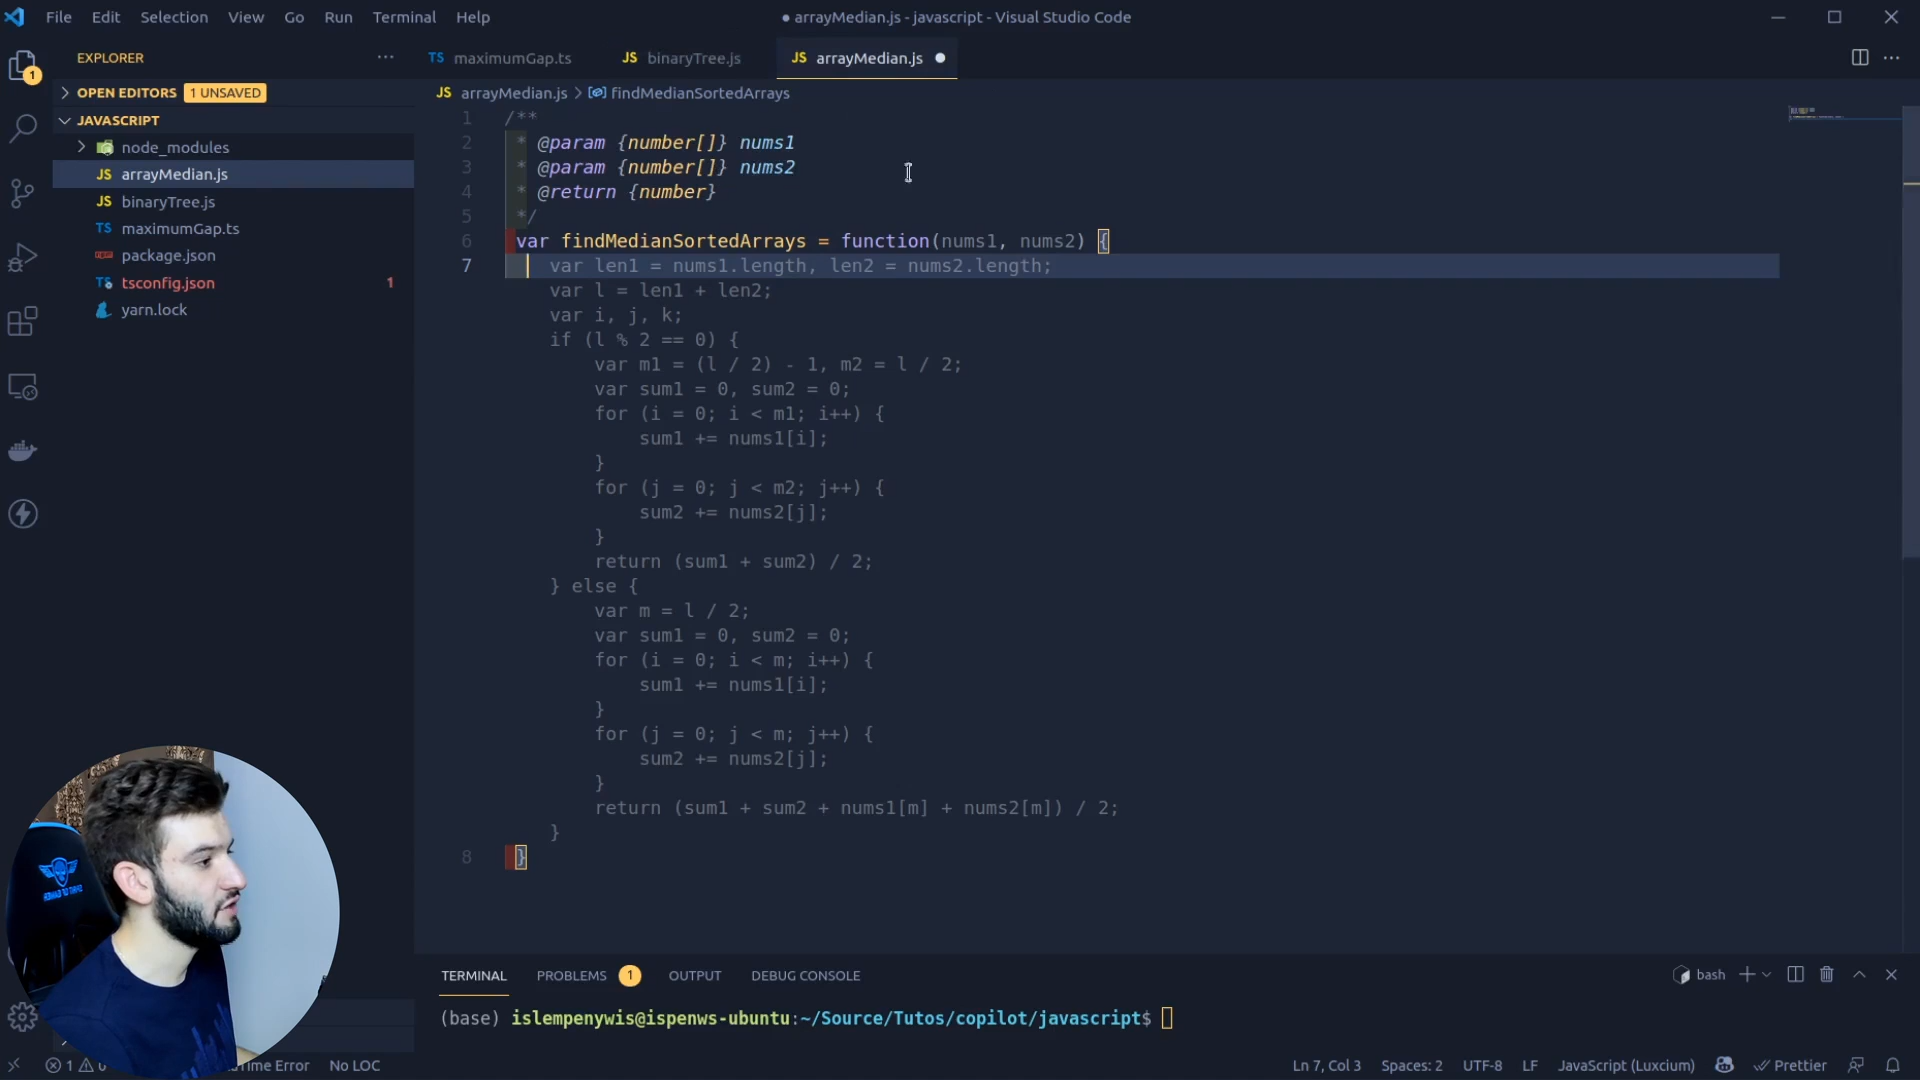 File Edit Selection View Go Run Terminal Help
● arrayMedian.js - javascript - Visual Studio Code
EXPLORER
TS maximumGap.ts
JS binaryTree.js
JS arrayMedian.js
1
OPEN EDITORS 1 UNSAVED
JAVASCRIPT
node_modules
JS arrayMedian.js
JS binaryTree.js
TS maximumGap.ts
package.json
tsconfig.json 1
yarn.lock
JS arrayMedian.js > findMedianSortedArrays
1 /**
2 * @param {number[]} nums1
3 * @param {number[]} nums2
4 * @return {number}
5 */
6 var findMedianSortedArrays = function(nums1, nums2) {
7 var len1 = nums1.length, len2 = nums2.length;
var l = len1 + len2;
var i, j, k;
if (l % 2 == 0) {
var m1 = (l / 2) - 1, m2 = l / 2;
var sum1 = 0, sum2 = 0;
for (i = 0; i < m1; i++) {
sum1 += nums1[i];
}
for (j = 0; j < m2; j++) {
sum2 += nums2[j];
}
return (sum1 + sum2) / 2;
} else {
var m = l / 2;
var sum1 = 0, sum2 = 0;
for (i = 0; i < m; i++) {
sum1 += nums1[i];
}
for (j = 0; j < m; j++) {
sum2 += nums2[j];
}
return (sum1 + sum2 + nums1[m] + nums2[m]) / 2;
}
8 }
TERMINAL PROBLEMS 1 OUTPUT DEBUG CONSOLE
bash
(base) islempenywis@ispenws-ubuntu:~/Source/Tutos/copilot/javascript$
1 Time Error No LOC
Ln 7, Col 3 Spaces: 2 UTF-8 LF JavaScript (Luxcium) Prettier